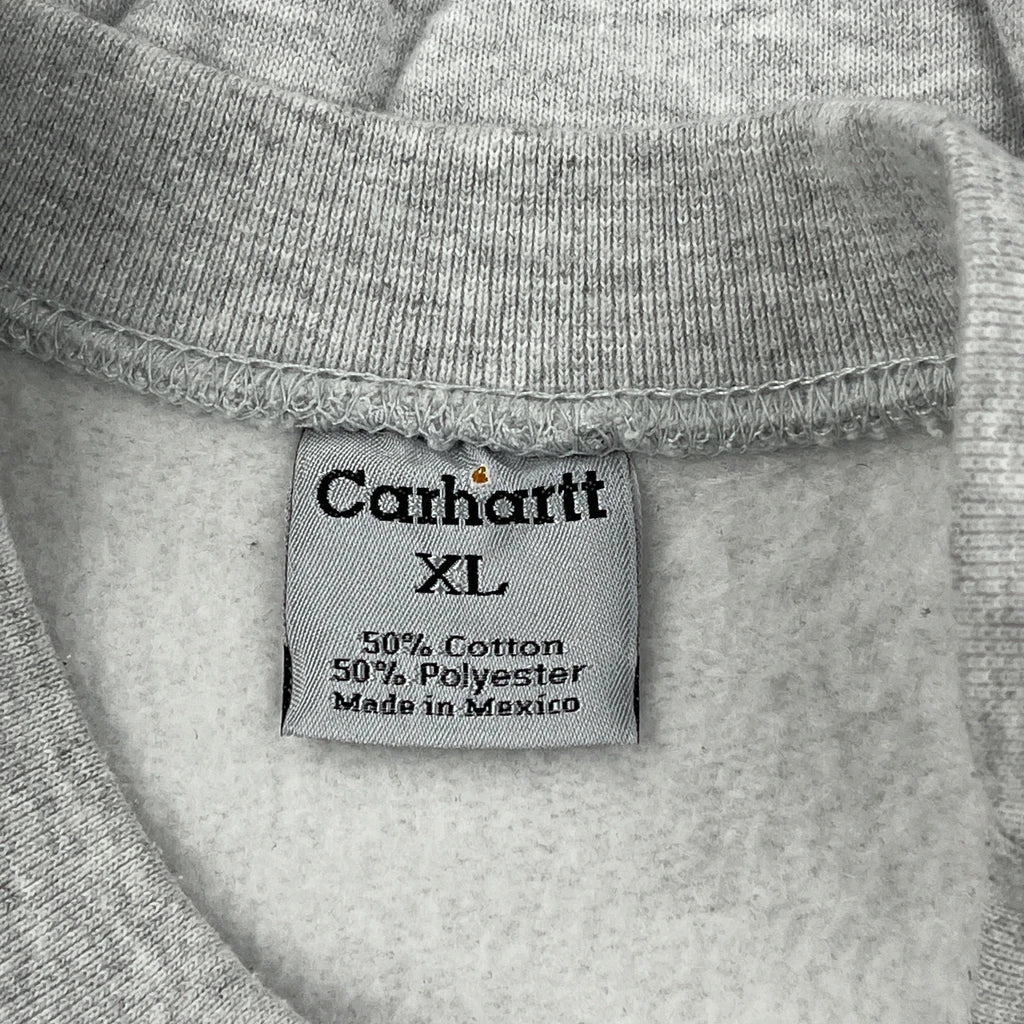 Carhartt
XL
50% Cotton
50% Polyester
Made in Mexico